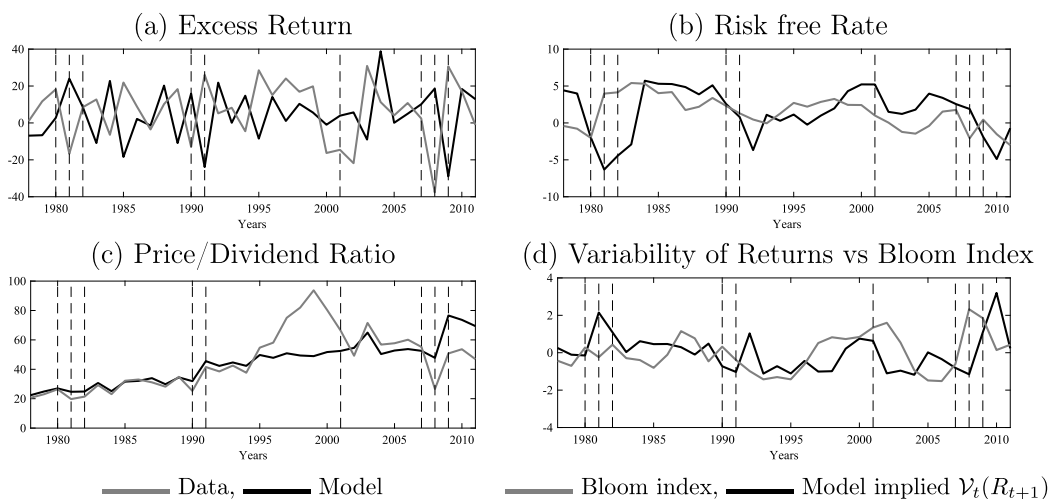 (a) Excess Return
40
20
0
-20
-40
1980 1985 1990 1995 2000 2005 2010
Years
(b) Risk free Rate
10
5
0
-5
-10
1980 1985 1990 1995 2000 2005 2010
Years
(c) Price/Dividend Ratio
100
80
60
40
20
0
1980 1985 1990 1995 2000 2005 2010
Years
(d) Variability of Returns vs Bloom Index
4
2
0
-2
-4
1980 1985 1990 1995 2000 2005 2010
Years
Data, Model
Bloom index, Model implied 𝒱ₜ(Rₜ₊₁)